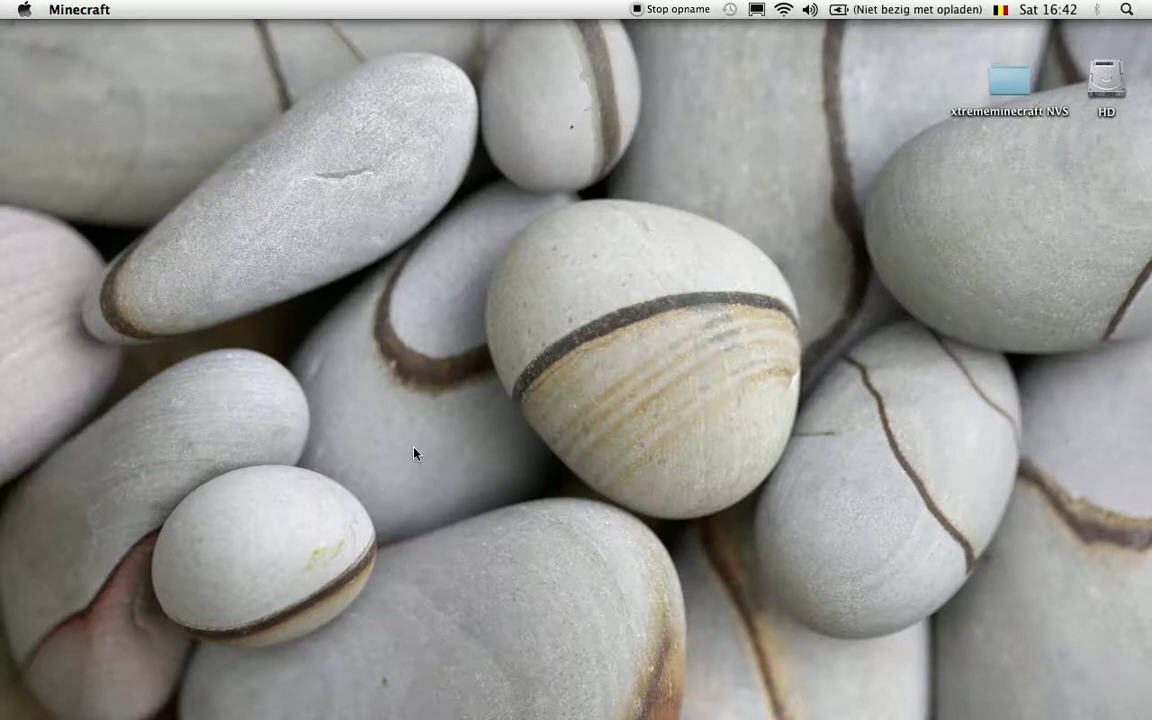 Minecraft
Stop opname
(Niet bezig met opladen)
Sat 16:42
xtrememinecraft NVS
HD